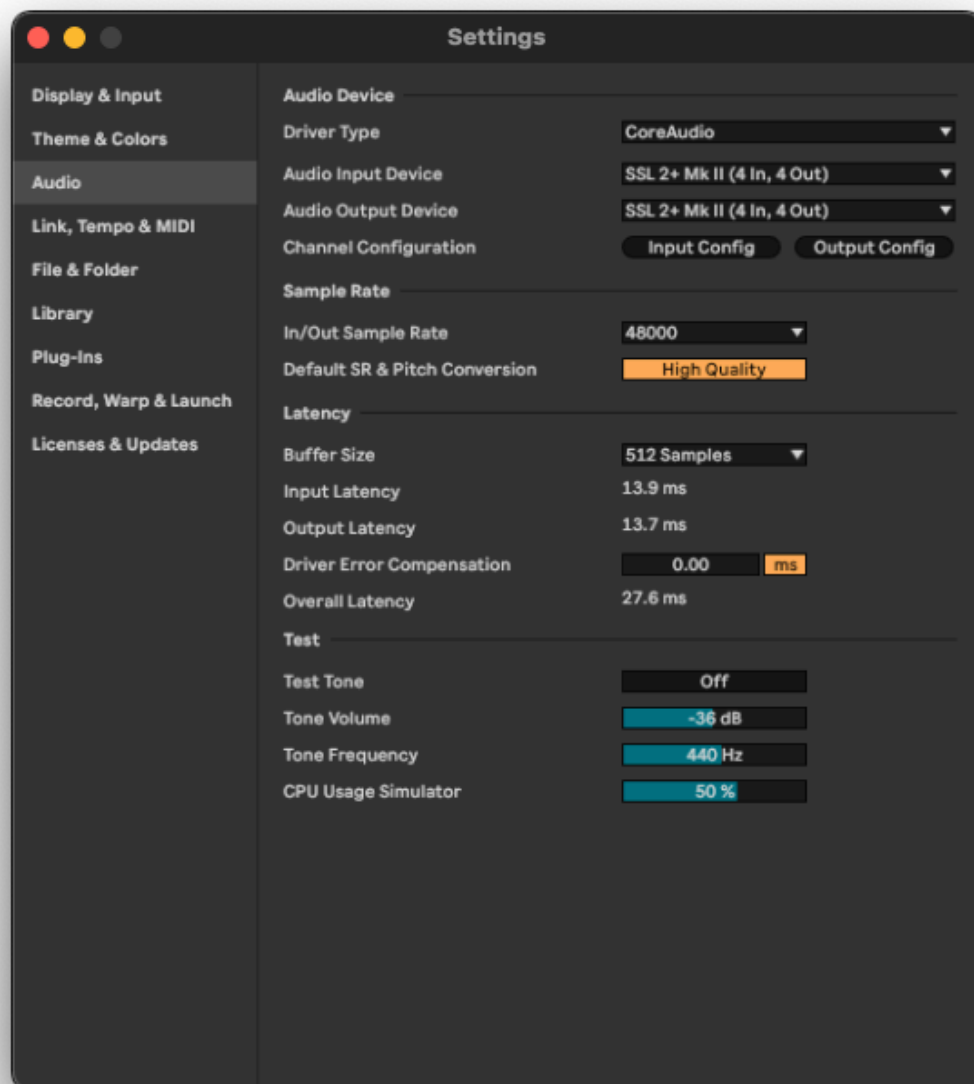 Settings
Display & Input
Theme & Colors
Audio
Link, Tempo & MIDI
File & Folder
Library
Plug-Ins
Record, Warp & Launch
Licenses & Updates
Audio Device
Driver Type CoreAudio
Audio Input Device SSL 2+ Mk II (4 In, 4 Out)
Audio Output Device SSL 2+ Mk II (4 In, 4 Out)
Channel Configuration Input Config Output Config
Sample Rate
In/Out Sample Rate 48000
Default SR & Pitch Conversion High Quality
Latency
Buffer Size 512 Samples
Input Latency 13.9 ms
Output Latency 13.7 ms
Driver Error Compensation 0.00 ms
Overall Latency 27.6 ms
Test
Test Tone Off
Tone Volume -36 dB
Tone Frequency 440 Hz
CPU Usage Simulator 50 %